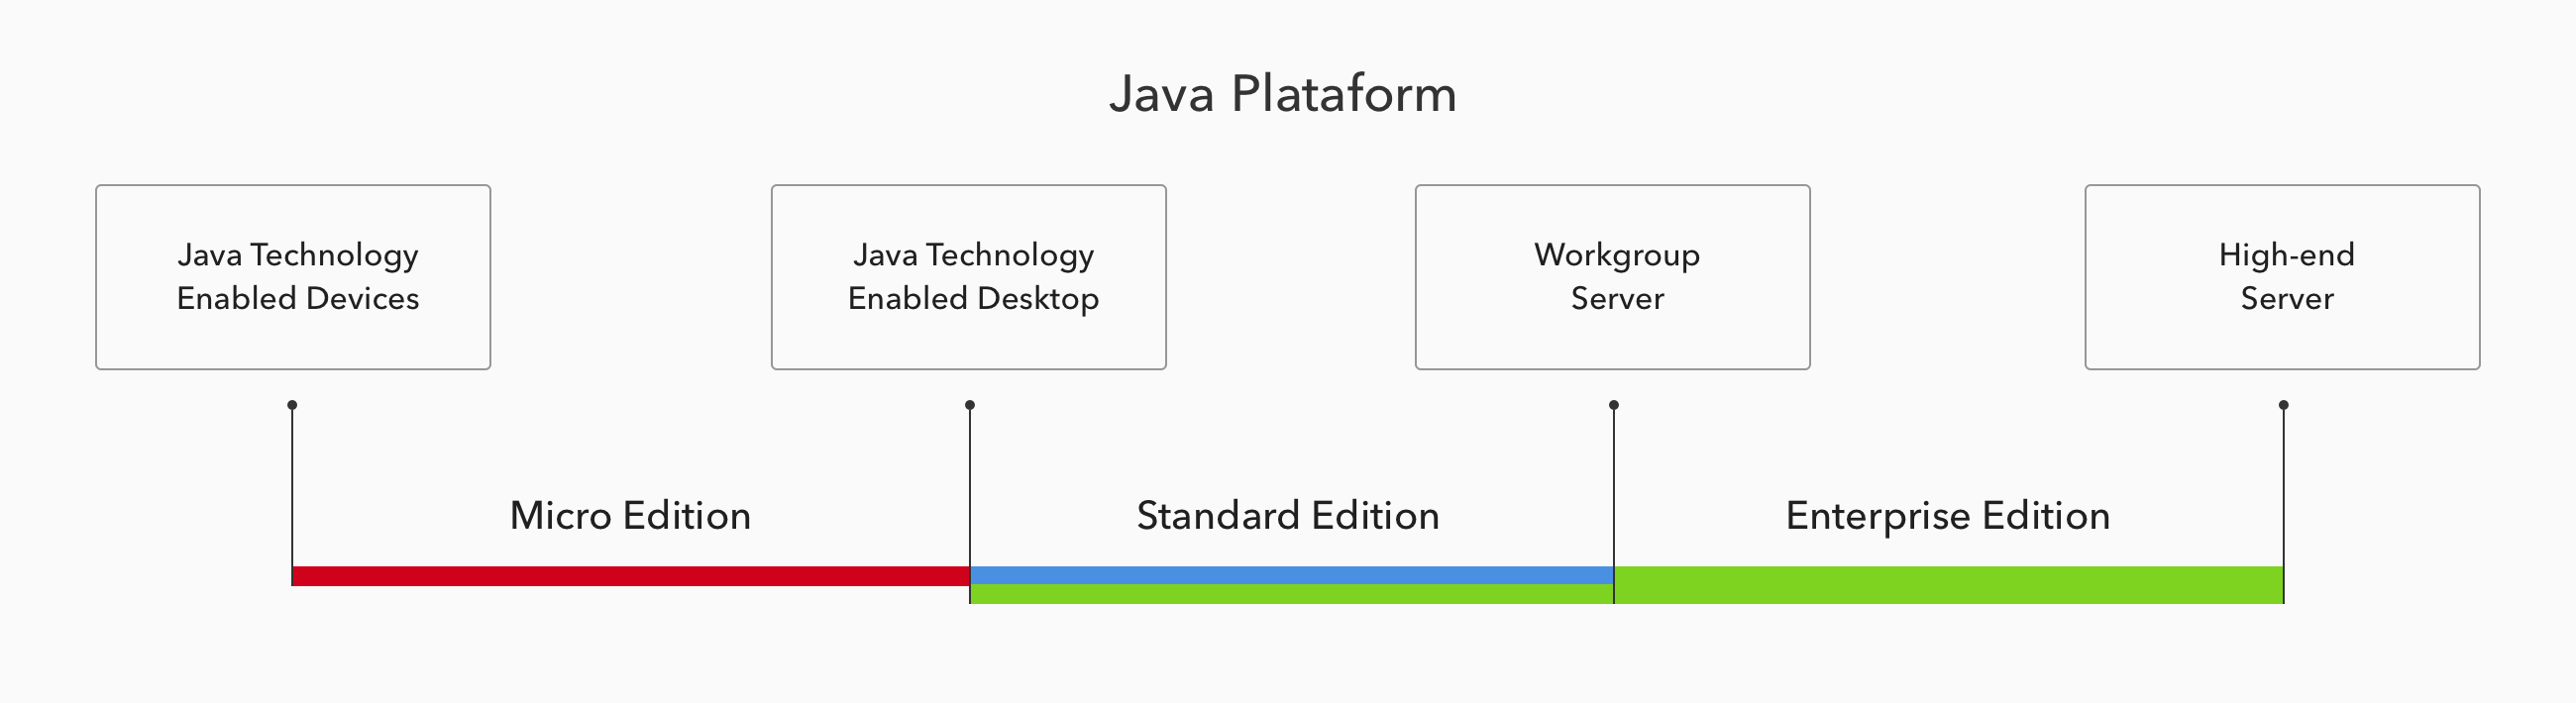 Java Plataform
Java Technology
Enabled Devices
Java Technology
Enabled Desktop
Workgroup
Server
High-end
Server
Micro Edition
Standard Edition
Enterprise Edition